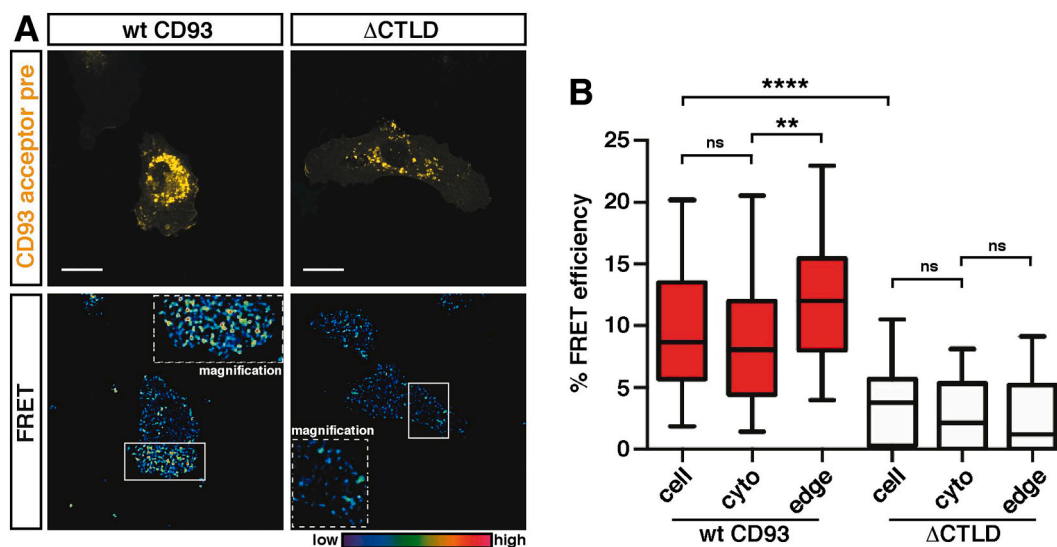 A
wt CD93
ΔCTLD
CD93 acceptor pre
FRET
magnification
magnification
low
high
B
% FRET efficiency
25
20
15
10
5
0
****
ns
**
ns
ns
cell
cyto
edge
cell
cyto
edge
wt CD93
ΔCTLD